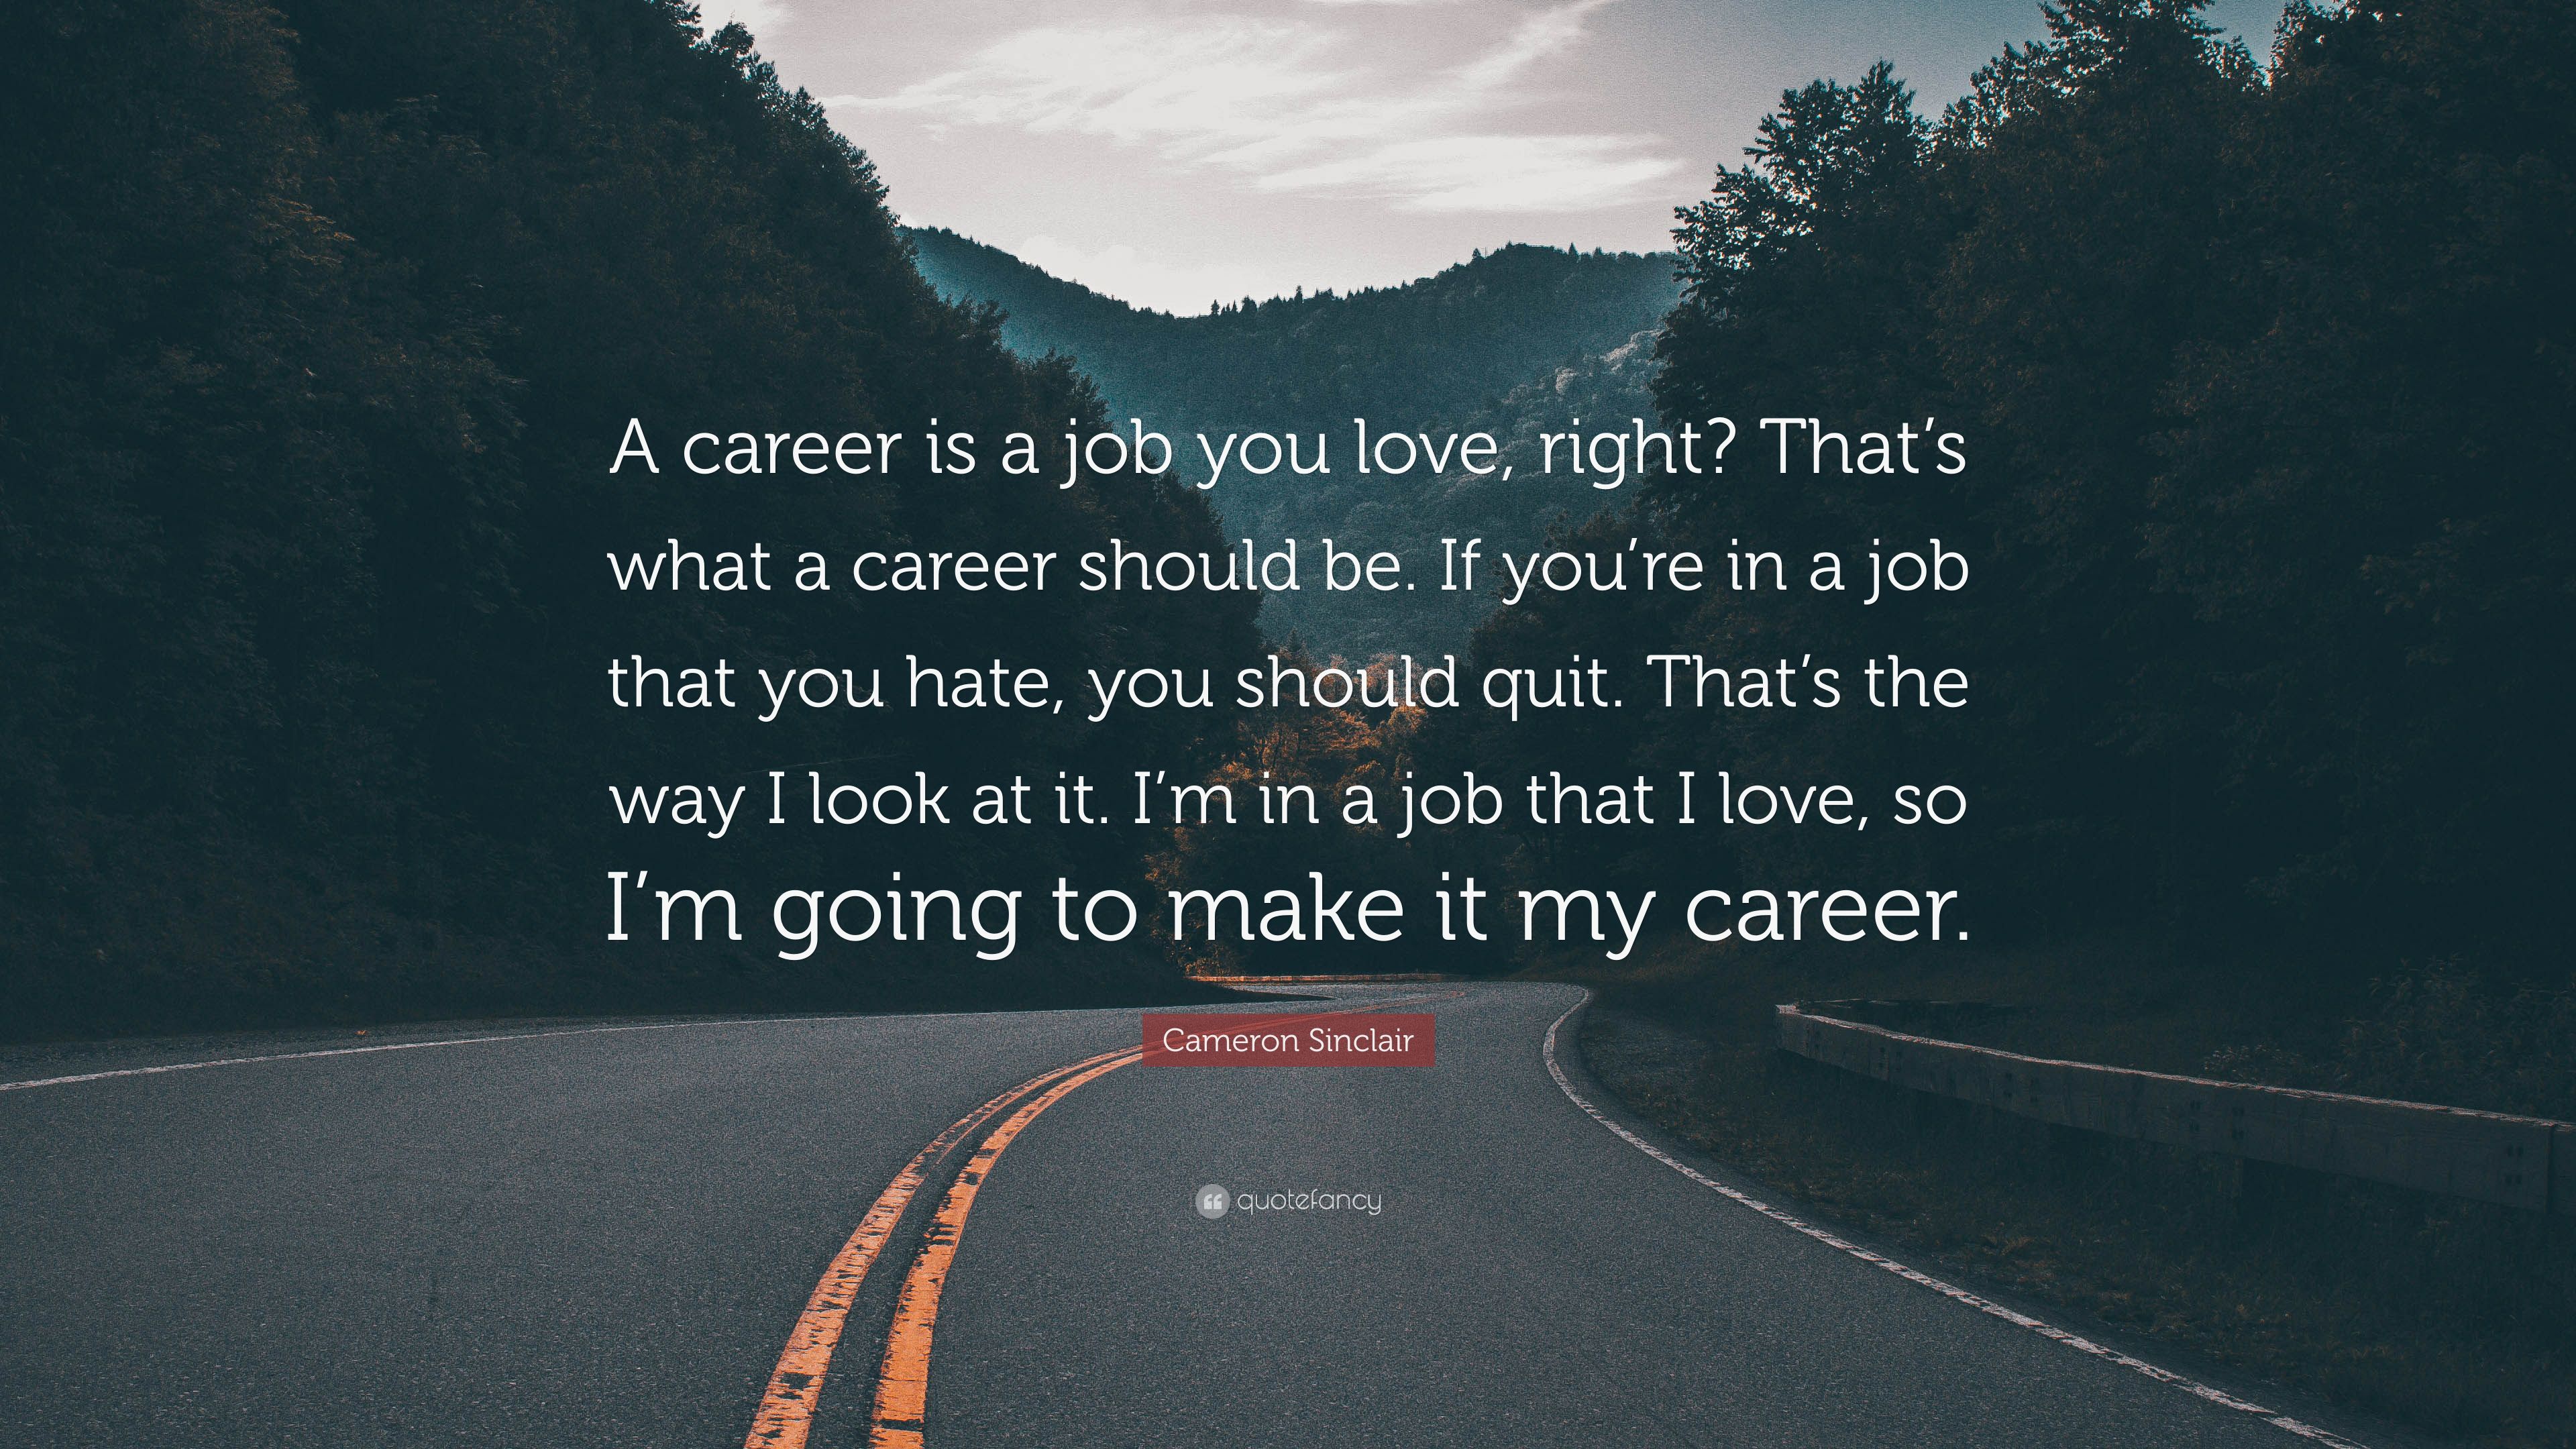 A career is a job you love, right? That’s
what a career should be. If you’re in a job
that you hate, you should quit. That’s the
way I look at it. I’m in a job that I love, so
I’m going to make it my career.
Cameron Sinclair
quotefancy